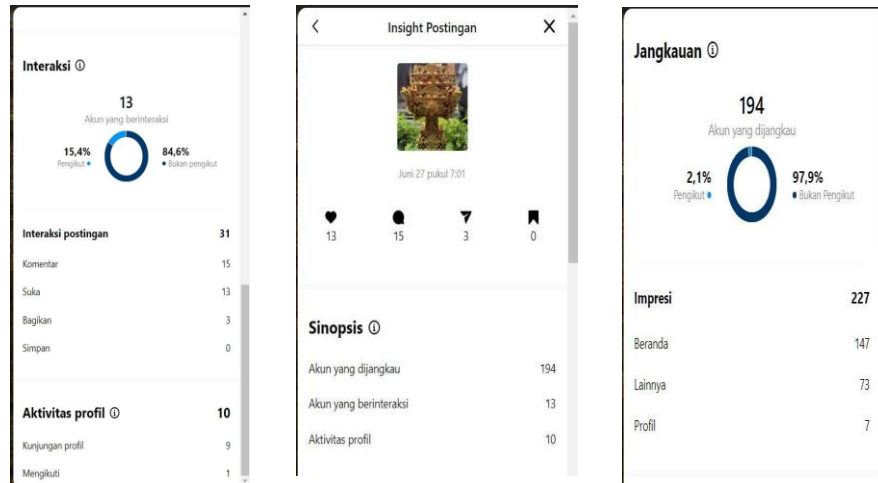 Interaksi ⓘ
13
Akun yang berinteraksi
15,4%
Pengikut
84,6%
Bukan pengikut
Interaksi postingan 31
Komentar 15
Suka 13
Bagikan 3
Simpan 0
Aktivitas profil ⓘ 10
Kunjungan profil 9
Mengikuti 1
Insight Postingan
Juni 27 pukul 7:01
13 15 3 0
Sinopsis ⓘ
Akun yang dijangkau 194
Akun yang berinteraksi 13
Aktivitas profil 10
Jangkauan ⓘ
194
Akun yang dijangkau
2,1%
Pengikut
97,9%
Bukan Pengikut
Impresi 227
Beranda 147
Lainnya 73
Profil 7